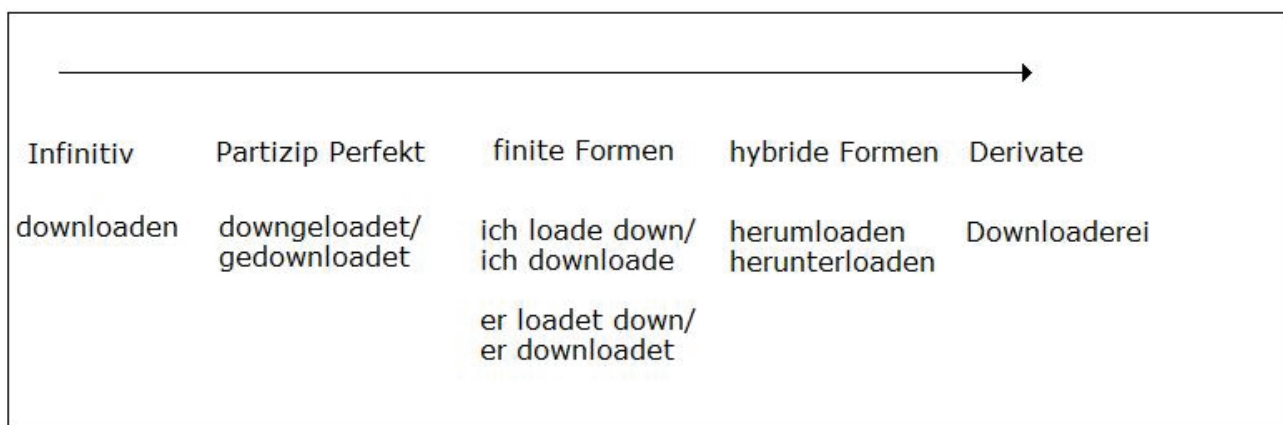 Infinitiv
Partizip Perfekt
finite Formen
hybride Formen
Derivate
downloaden
downgeloadet/
gedownloadet
ich loade down/
ich downloade
er loadet down/
er downloadet
herumloaden
herunterloaden
Downloaderei